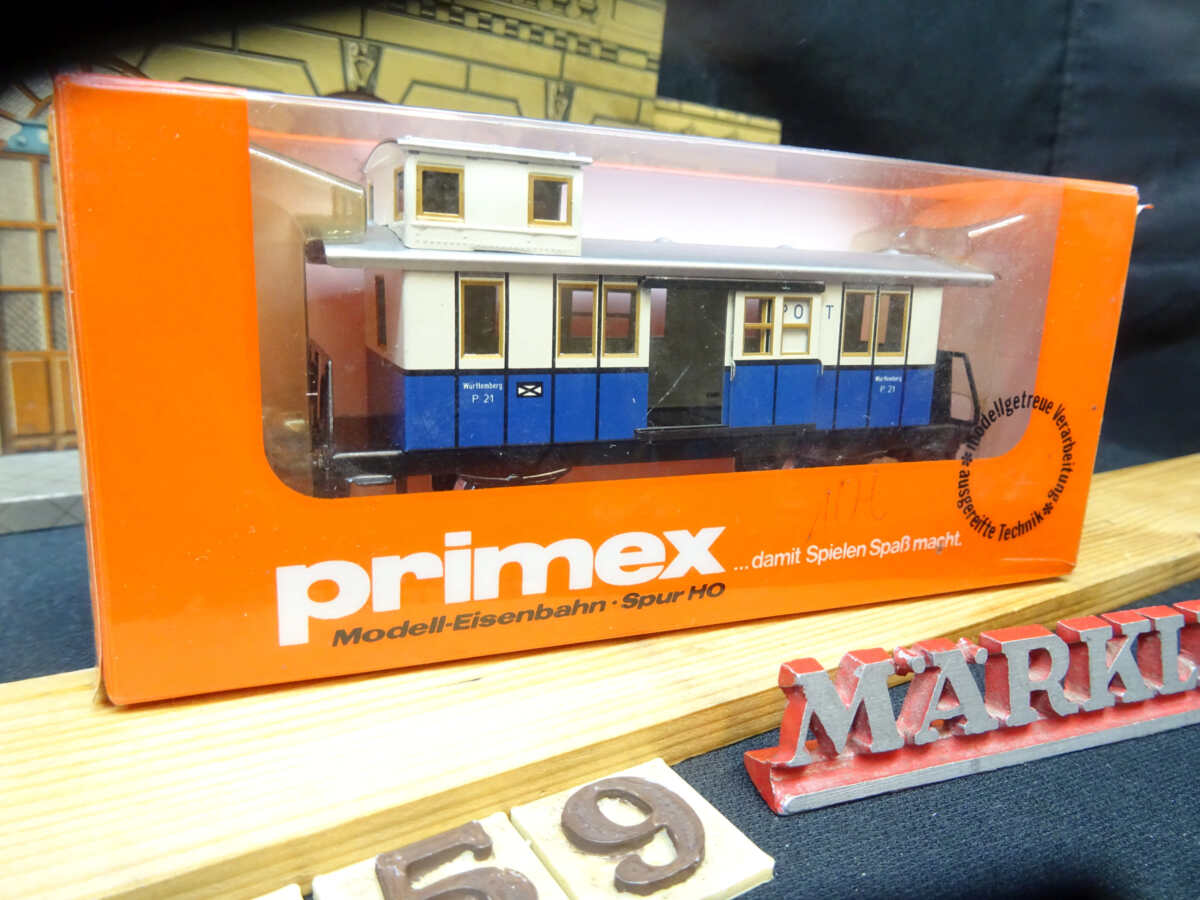 POT
Württemberg
P. 21
Württemberg
P. 21
modellgetreue Verarbeitung * ausgereifte Technik *
primex
...damit Spielen Spaß macht.
Modell-Eisenbahn · Spur HO
MÄRKL
59